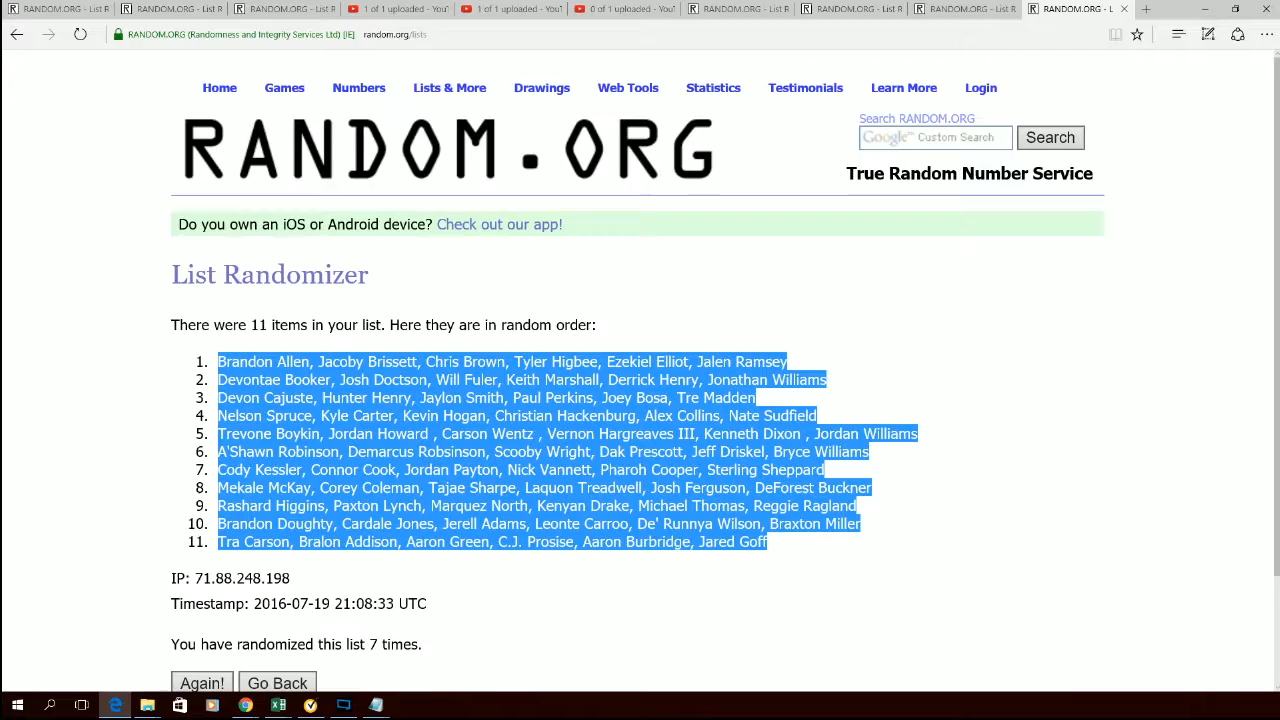 RANDOM.ORG - List R
RANDOM.ORG - List R
RANDOM.ORG - List R
1 of 1 uploaded - YouT
1 of 1 uploaded - YouT
0 of 1 uploaded - YouT
RANDOM.ORG - List R
RANDOM.ORG - List R
RANDOM.ORG - List R
RANDOM.ORG - L
RANDOM.ORG (Randomness and Integrity Services Ltd) [IE] random.org/lists
Home Games Numbers Lists & More Drawings Web Tools Statistics Testimonials Learn More Login
RANDOM.ORG
Search RANDOM.ORG
Google™ Custom Search Search
True Random Number Service
Do you own an iOS or Android device? Check out our app!
List Randomizer
There were 11 items in your list. Here they are in random order:
1. Brandon Allen, Jacoby Brissett, Chris Brown, Tyler Higbee, Ezekiel Elliot, Jalen Ramsey
2. Devontae Booker, Josh Doctson, Will Fuler, Keith Marshall, Derrick Henry, Jonathan Williams
3. Devon Cajuste, Hunter Henry, Jaylon Smith, Paul Perkins, Joey Bosa, Tre Madden
4. Nelson Spruce, Kyle Carter, Kevin Hogan, Christian Hackenburg, Alex Collins, Nate Sudfield
5. Trevone Boykin, Jordan Howard , Carson Wentz , Vernon Hargreaves III, Kenneth Dixon , Jordan Williams
6. A'Shawn Robinson, Demarcus Robsinson, Scooby Wright, Dak Prescott, Jeff Driskel, Bryce Williams
7. Cody Kessler, Connor Cook, Jordan Payton, Nick Vannett, Pharoh Cooper, Sterling Sheppard
8. Mekale McKay, Corey Coleman, Tajae Sharpe, Laquon Treadwell, Josh Ferguson, DeForest Buckner
9. Rashard Higgins, Paxton Lynch, Marquez North, Kenyan Drake, Michael Thomas, Reggie Ragland
10. Brandon Doughty, Cardale Jones, Jerell Adams, Leonte Carroo, De' Runnya Wilson, Braxton Miller
11. Tra Carson, Bralon Addison, Aaron Green, C.J. Prosise, Aaron Burbridge, Jared Goff
IP: 71.88.248.198
Timestamp: 2016-07-19 21:08:33 UTC
You have randomized this list 7 times.
Again! Go Back